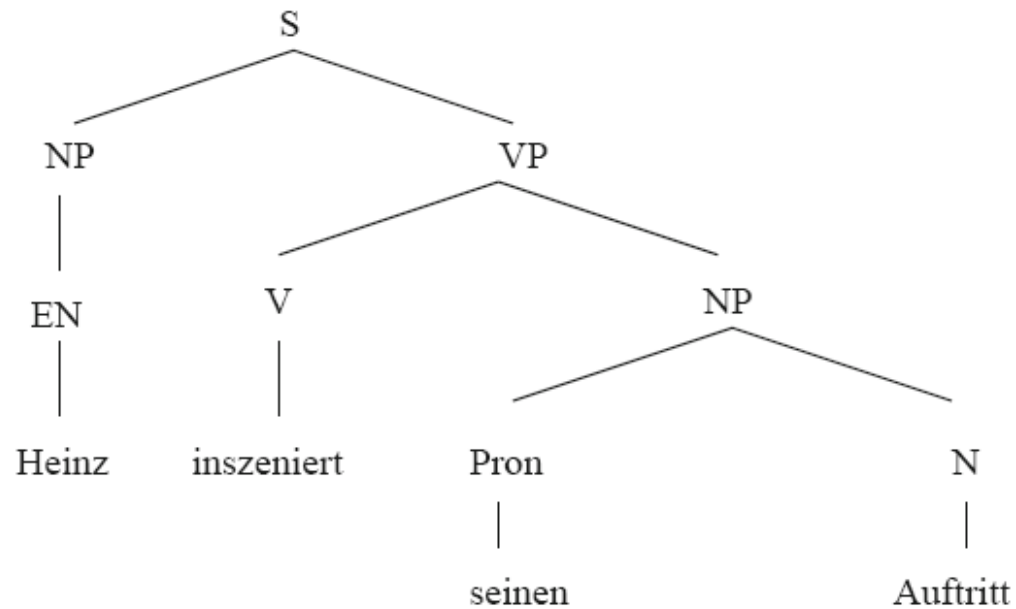 S
NP VP
EN V NP
Heinz inszeniert Pron N
seinen Auftritt